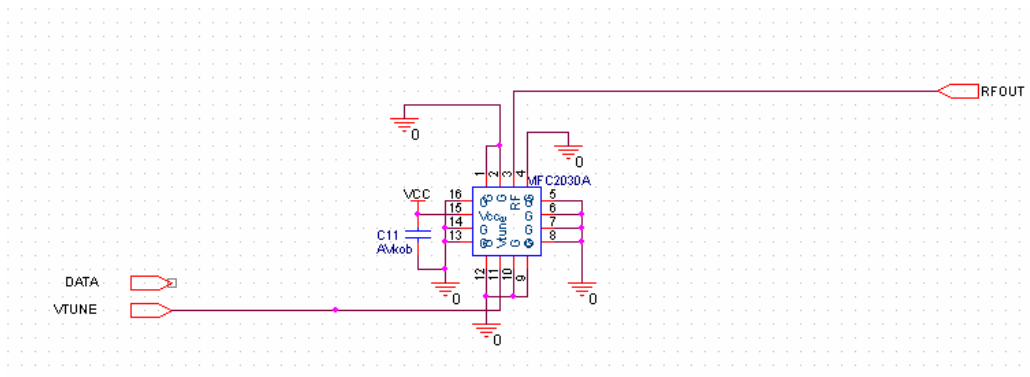 RFOUT
0
0
1 2 3 4
MFC2030A
VCC
16 G G G RF G G 5
15 Vcc G 6
14 G Vtune G 7
13 G G G 8
C11
AVkob
12 11 10 9
DATA
0
0
VTUNE
0